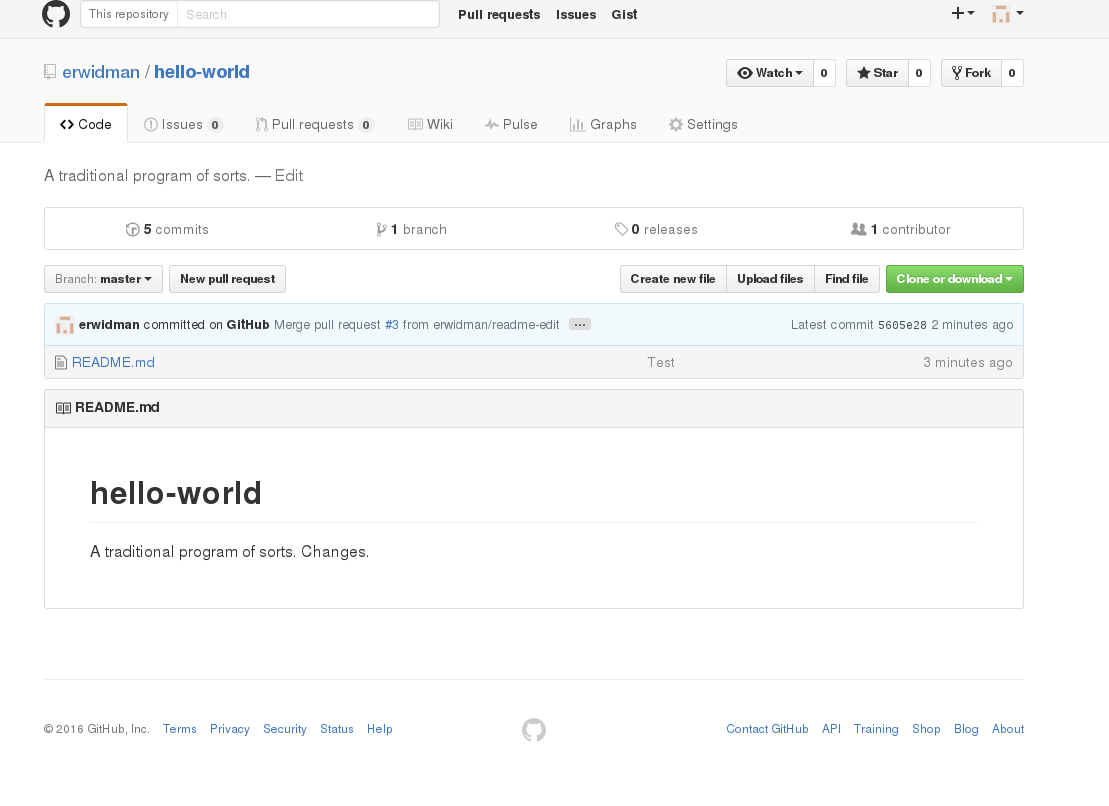 This repository Search Pull requests Issues Gist
erwidman / hello-world Watch 0 Star 0 Fork 0
Code Issues 0 Pull requests 0 Wiki Pulse Graphs Settings
A traditional program of sorts. — Edit
5 commits 1 branch 0 releases 1 contributor
Branch: master New pull request Create new file Upload files Find file Clone or download
erwidman committed on GitHub Merge pull request #3 from erwidman/readme-edit … Latest commit 5605e28 2 minutes ago
README.md Test 3 minutes ago
README.md
hello-world
A traditional program of sorts. Changes.
© 2016 GitHub, Inc. Terms Privacy Security Status Help Contact GitHub API Training Shop Blog About